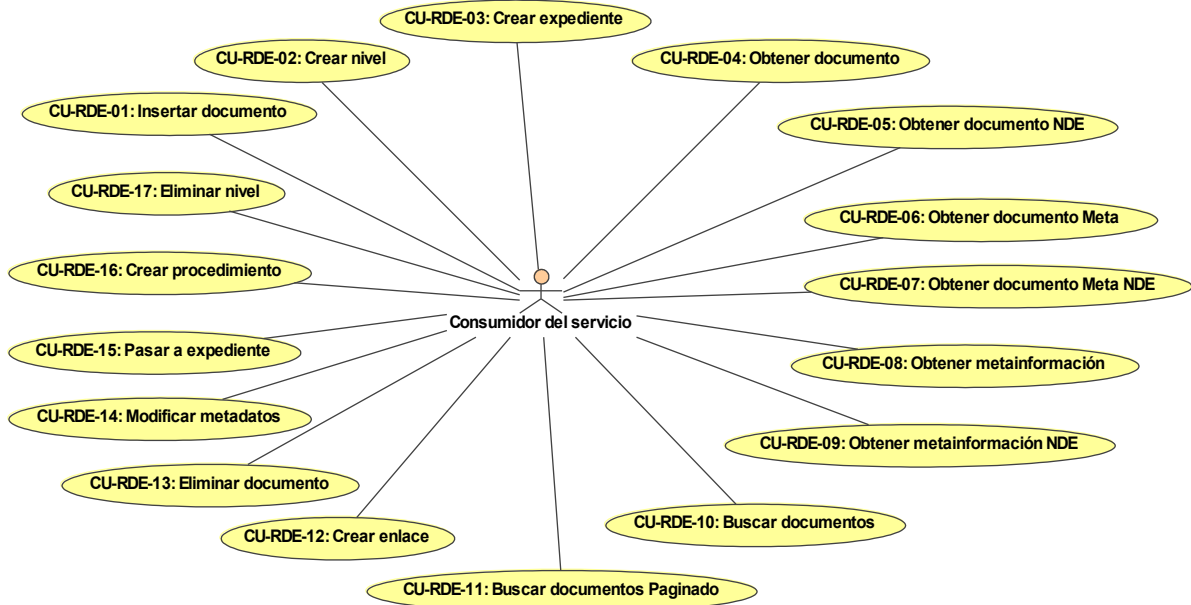 CU-RDE-03: Crear expediente
CU-RDE-02: Crear nivel
CU-RDE-04: Obtener documento
CU-RDE-01: Insertar documento
CU-RDE-05: Obtener documento NDE
CU-RDE-17: Eliminar nivel
CU-RDE-06: Obtener documento Meta
CU-RDE-16: Crear procedimiento
CU-RDE-07: Obtener documento Meta NDE
Consumidor del servicio
CU-RDE-15: Pasar a expediente
CU-RDE-08: Obtener metainformación
CU-RDE-14: Modificar metadatos
CU-RDE-09: Obtener metainformación NDE
CU-RDE-13: Eliminar documento
CU-RDE-10: Buscar documentos
CU-RDE-12: Crear enlace
CU-RDE-11: Buscar documentos Paginado